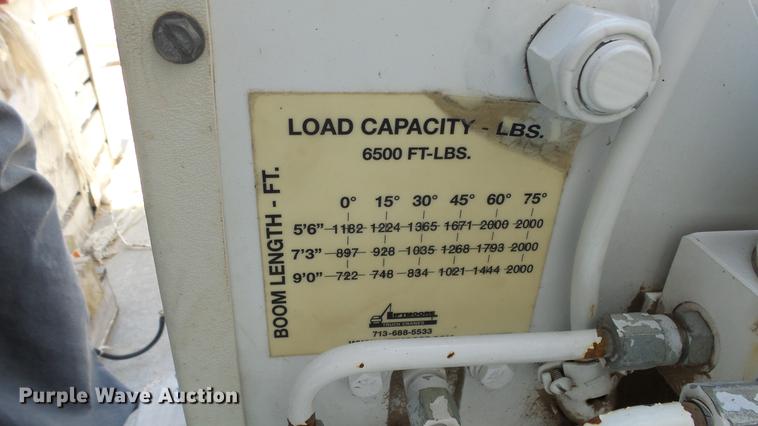 LOAD CAPACITY - LBS.
6500 FT-LBS.
BOOM LENGTH - FT.
0° 15° 30° 45° 60° 75°
5'6" 1182 1224 1365 1671 2000 2000
7'3" 897 928 1035 1268 1793 2000
9'0" 722 748 834 1021 1444 2000
LIFTMOORE
TRUCK CRANES
713-688-5533
Purple Wave Auction